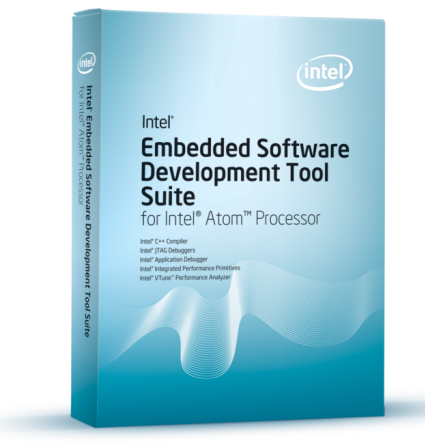 intel
Intel® Embedded Software Development Tool Suite
for Intel® Atom™ Processor
intel
Intel®
Embedded Software
Development Tool
Suite
for Intel® Atom™ Processor
Intel® C++ Compiler
Intel® JTAG Debuggers
Intel® Application Debugger
Intel® Integrated Performance Primitives
Intel® VTune™ Performance Analyzer